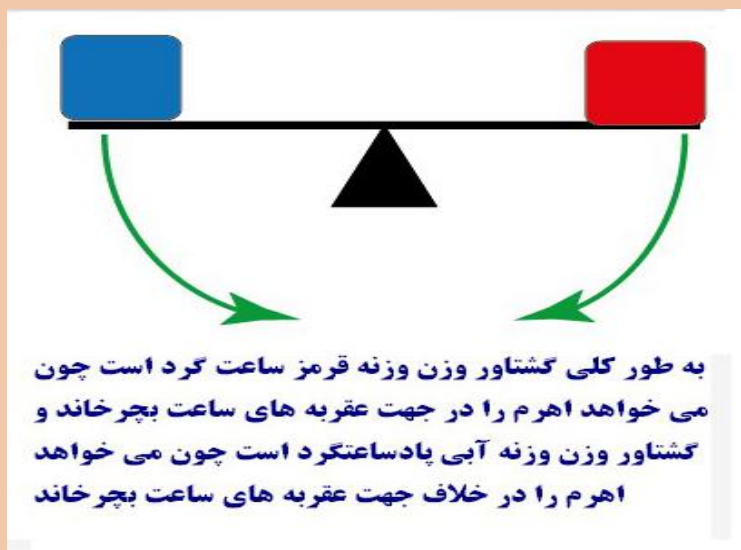 به طور کلی گشتاور وزن وزنه قرمز ساعت گرد است چون
می خواهد اهرم را در جهت عقربه های ساعت بچرخاند و
گشتاور وزن وزنه آبی پادساعتگرد است چون می خواهد
اهرم را در خلاف جهت عقربه های ساعت بچرخاند